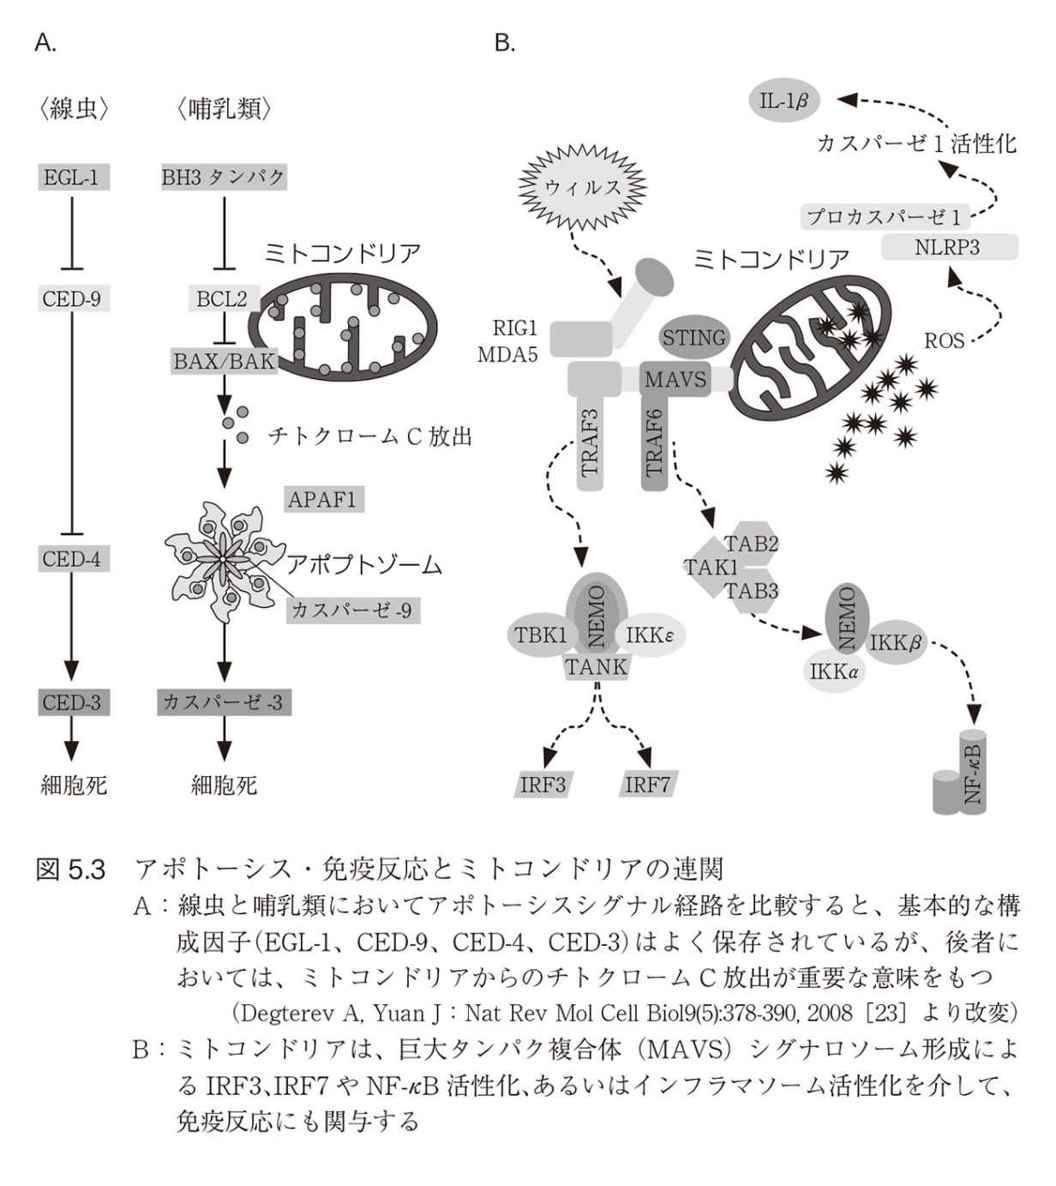 A.
〈線虫〉
〈哺乳類〉
EGL-1
BH3 タンパク
ミトコンドリア
CED-9
BCL2
BAX/BAK
チトクローム C 放出
APAF1
CED-4
アポプトゾーム
カスパーゼ-9
CED-3
カスパーゼ-3
細胞死
細胞死
B.
IL-1β
カスパーゼ 1 活性化
ウィルス
プロカスパーゼ 1
NLRP3
ミトコンドリア
RIG1
MDA5
STING
ROS
MAVS
TRAF3
TRAF6
TAB2
TAK1
TAB3
NEMO
TBK1
IKKε
TANK
NEMO
IKKβ
IKKα
IRF3
IRF7
NF-κB
図 5.3 アポトーシス・免疫反応とミトコンドリアの連関
A：線虫と哺乳類においてアポトーシスシグナル経路を比較すると、基本的な構
成因子(EGL-1、CED-9、CED-4、CED-3)はよく保存されているが、後者に
おいては、ミトコンドリアからのチトクローム C 放出が重要な意味をもつ
（Degterev A, Yuan J：Nat Rev Mol Cell Biol9(5):378-390, 2008［23］より改変）
B：ミトコンドリアは、巨大タンパク複合体（MAVS）シグナロソーム形成によ
る IRF3、IRF7 や NF-κB 活性化、あるいはインフラマソーム活性化を介して、
免疫反応にも関与する